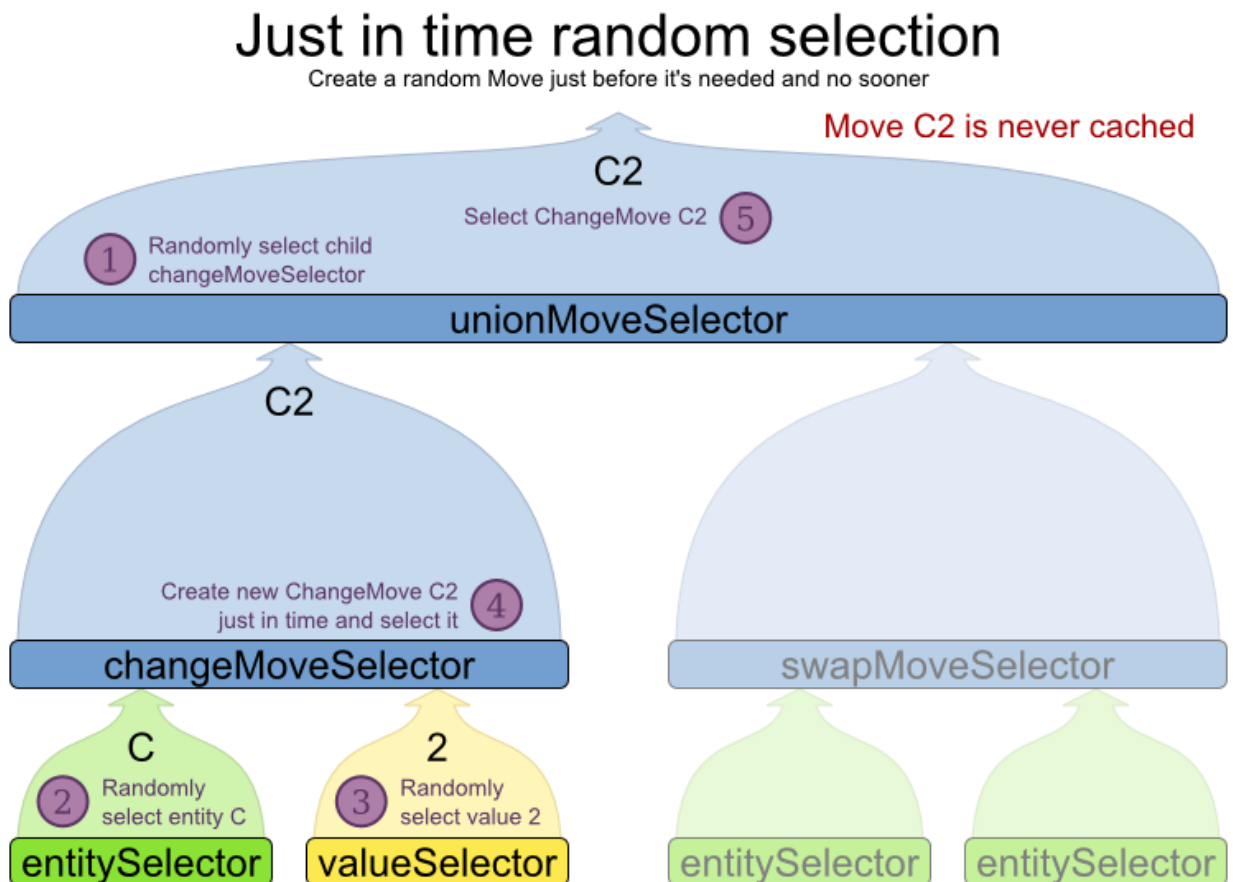 Just in time random selection
Create a random Move just before it's needed and no sooner
Move C2 is never cached
C2
Select ChangeMove C2 5
1 Randomly select child
changeMoveSelector
unionMoveSelector
C2
Create new ChangeMove C2
just in time and select it
4
changeMoveSelector
swapMoveSelector
C
2
2 Randomly
select entity C
3 Randomly
select value 2
entitySelector
valueSelector
entitySelector
entitySelector